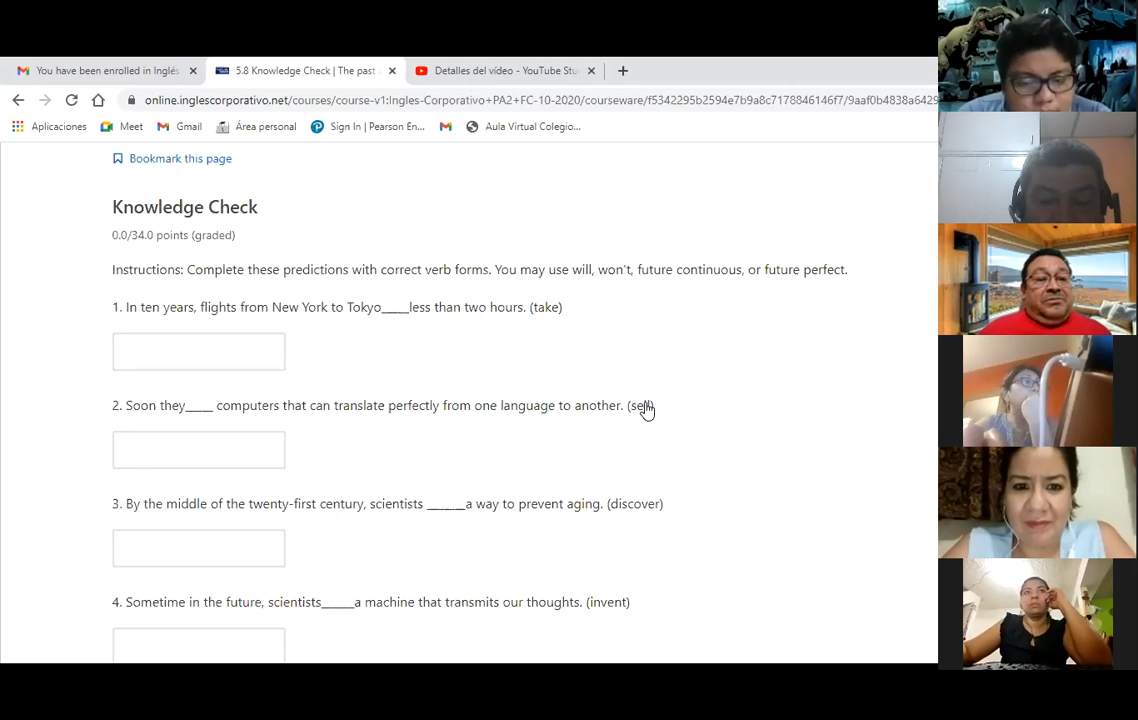 You have been enrolled in Inglés
5.8 Knowledge Check | The past
Detalles del vídeo - YouTube Stu
online.inglescorporativo.net/courses/course-v1:Ingles-Corporativo+PA2+FC-10-2020/courseware/f5342295b2594e7b9a8c7178846146f7/9aaf0b4838a6429
Aplicaciones
Meet
Gmail
Área personal
Sign In | Pearson En...
Aula Virtual Colegio...
Bookmark this page
Knowledge Check
0.0/34.0 points (graded)
Instructions: Complete these predictions with correct verb forms. You may use will, won't, future continuous, or future perfect.
1. In ten years, flights from New York to Tokyo____less than two hours. (take)
2. Soon they____ computers that can translate perfectly from one language to another. (sell)
3. By the middle of the twenty-first century, scientists ______a way to prevent aging. (discover)
4. Sometime in the future, scientists_____a machine that transmits our thoughts. (invent)